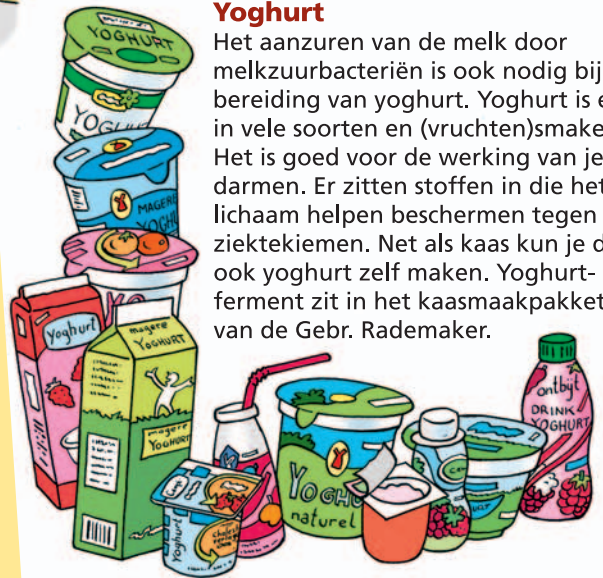 Yoghurt
Het aanzuren van de melk door
melkzuurbacteriën is ook nodig bij
bereiding van yoghurt. Yoghurt is e
in vele soorten en (vruchten)smake
Het is goed voor de werking van je
darmen. Er zitten stoffen in die het
lichaam helpen beschermen tegen
ziektekiemen. Net als kaas kun je d
ook yoghurt zelf maken. Yoghurt-
ferment zit in het kaasmaakpakket
van de Gebr. Rademaker.
YOGHURT
MAGERE
Yoghurt
magere
YOGHURT
magere
YOGHURT
Yoghurt
YOGHU
naturel
ontbijt
DRINK
YOGHURT